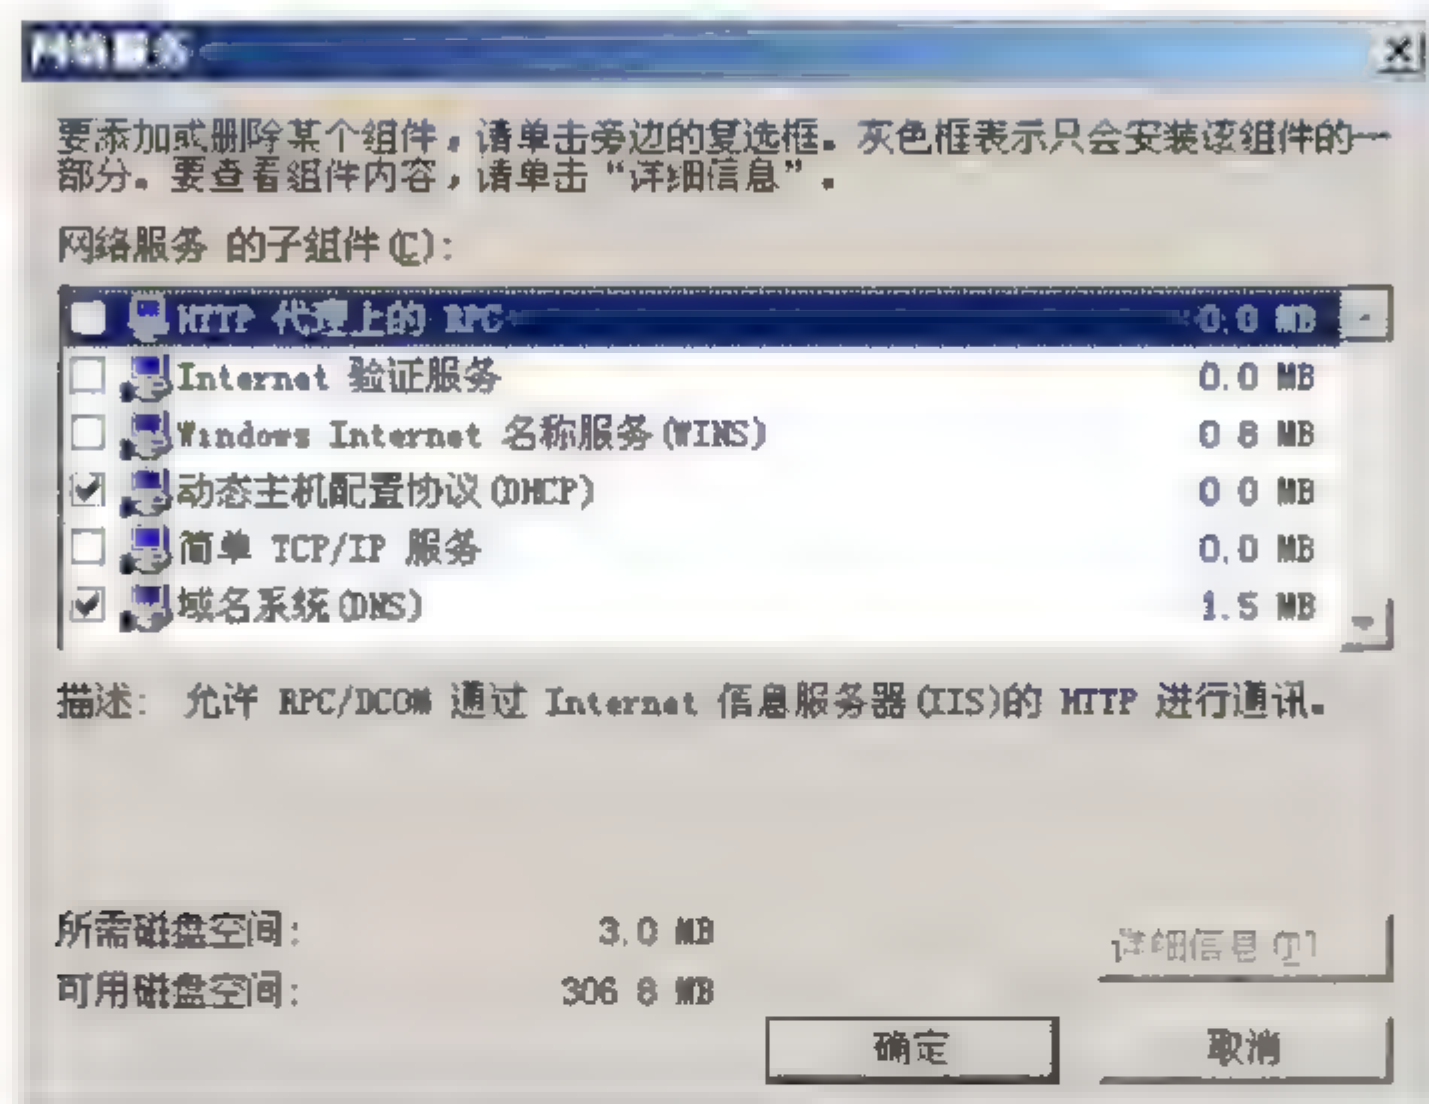 网络服务
要添加或删除某个组件，请单击旁边的复选框。灰色框表示只会安装该组件的一
部分。要查看组件内容，请单击“详细信息”。
网络服务 的子组件(C):
HTTP 代理上的 RPC 0.0 MB
Internet 验证服务 0.0 MB
Windows Internet 名称服务(WINS) 0.8 MB
动态主机配置协议(DHCP) 0.0 MB
简单 TCP/IP 服务 0.0 MB
域名系统(DNS) 1.5 MB
描述: 允许 RPC/DCOM 通过 Internet 信息服务器(IIS)的 HTTP 进行通讯。
所需磁盘空间: 3.0 MB
详细信息(D)
可用磁盘空间: 306.8 MB
确定 取消